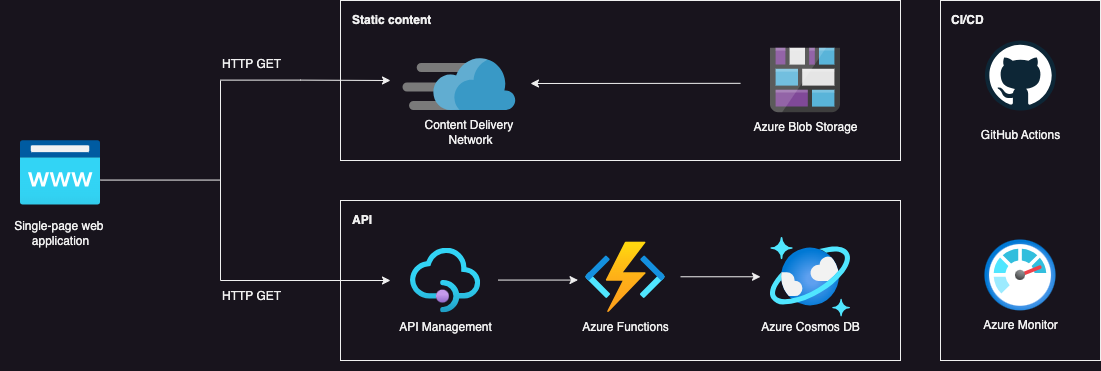 Static content
CI/CD
HTTP GET
Content Delivery
Network
Azure Blob Storage
GitHub Actions
WWW
Single-page web
application
API
HTTP GET
API Management
Azure Functions
Azure Cosmos DB
Azure Monitor